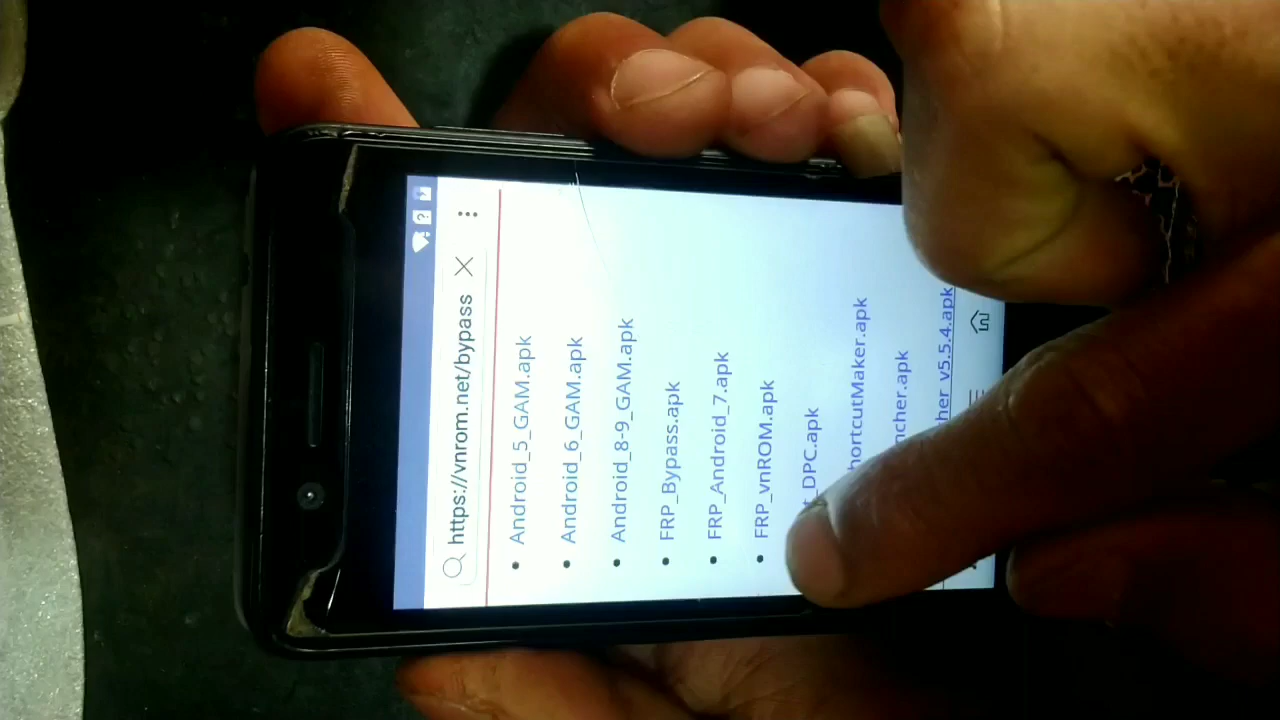 https://vnrom.net/bypass
Android_5_GAM.apk
Android_6_GAM.apk
Android_8-9_GAM.apk
FRP_Bypass.apk
FRP_Android_7.apk
FRP_vnROM.apk
t_DPC.apk
hortcutMaker.apk
ncher.apk
her_v5.5.4.apk